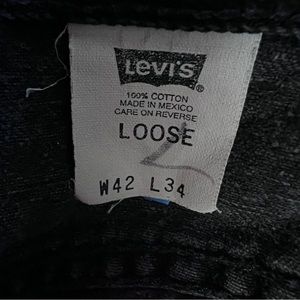 Levi's®
100% COTTON
MADE IN MEXICO
CARE ON REVERSE
LOOSE
W42 L34